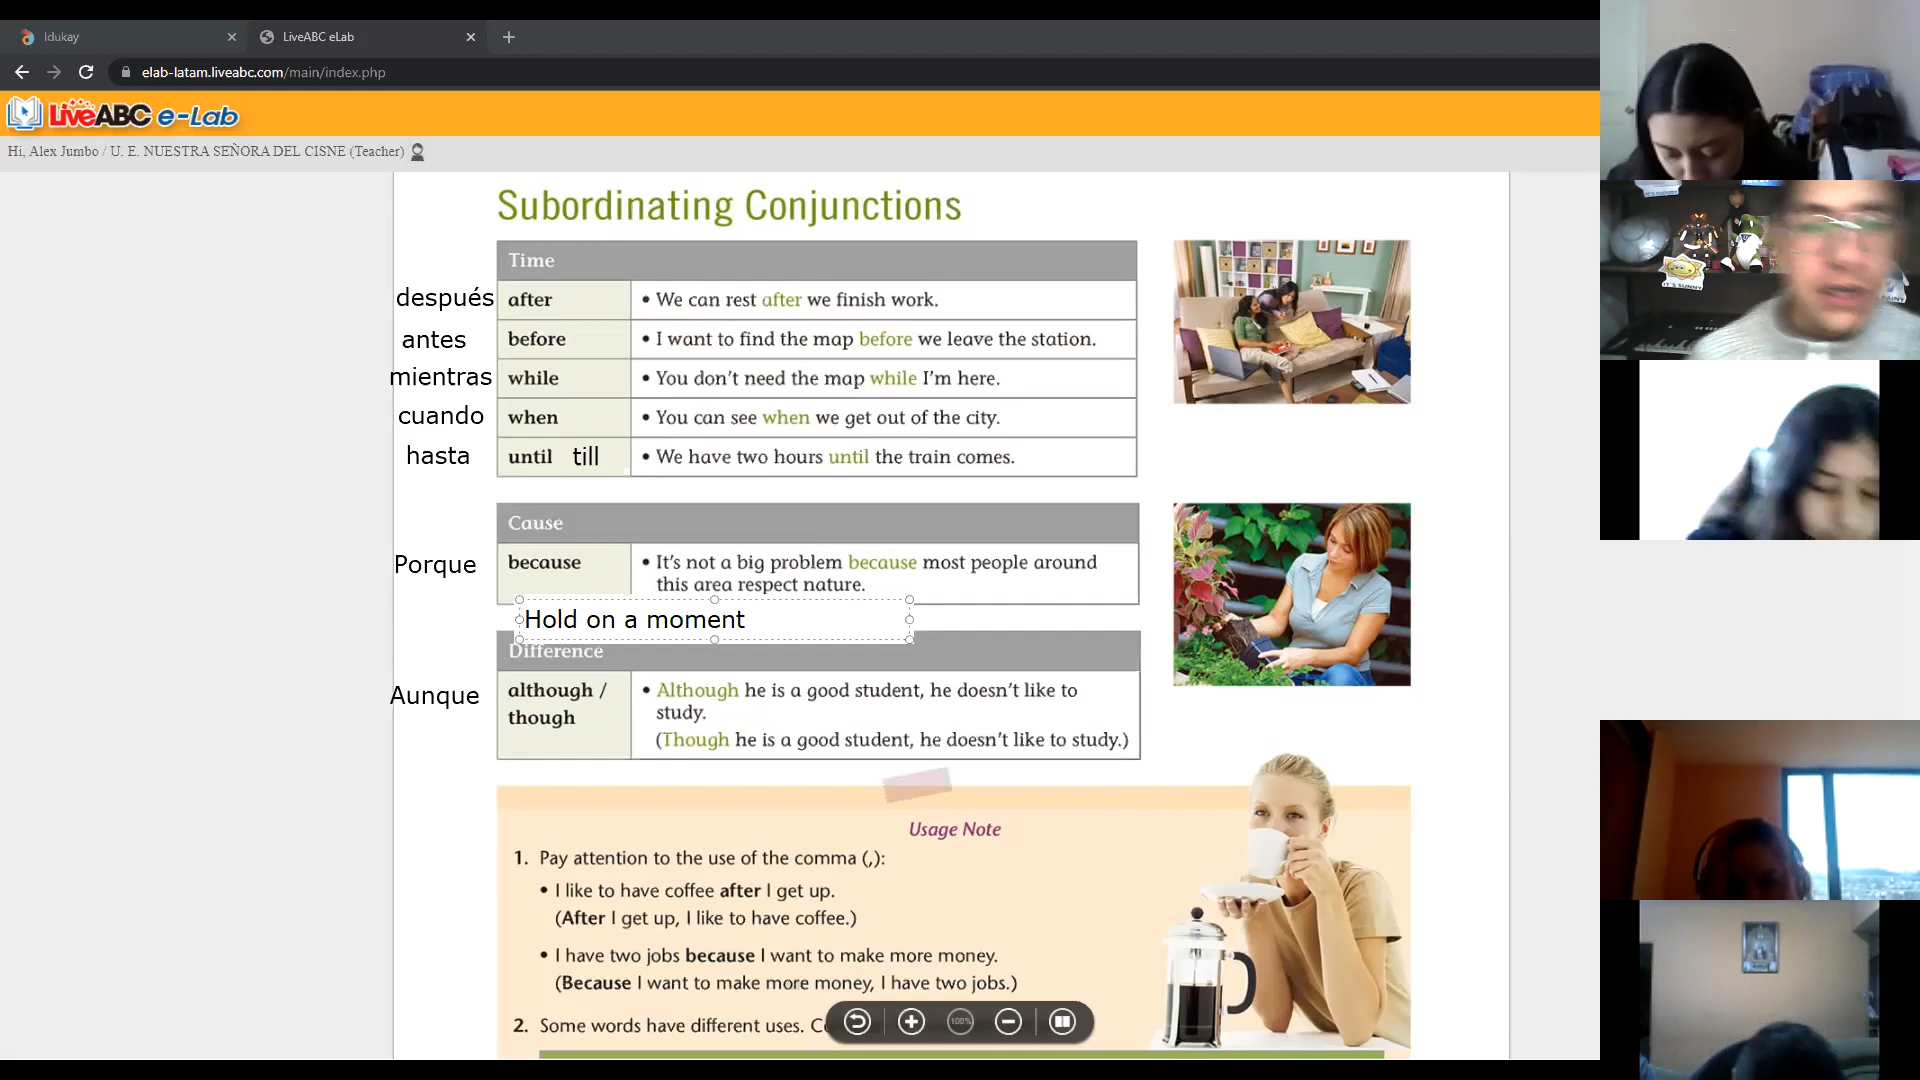 Idukay
LiveABC eLab
elab-latam.liveabc.com/main/index.php
LiveABC e-Lab
Hi, Alex Jumbo / U. E. NUESTRA SEÑORA DEL CISNE (Teacher)
Subordinating Conjunctions
Time
después after • We can rest after we finish work.
antes before • I want to find the map before we leave the station.
mientras while • You don't need the map while I'm here.
cuando when • You can see when we get out of the city.
hasta until till • We have two hours until the train comes.
Cause
Porque because • It's not a big problem because most people around
this area respect nature.
Hold on a moment
Difference
Aunque although / • Although he is a good student, he doesn't like to
study.
though
(Though he is a good student, he doesn't like to study.)
Usage Note
1. Pay attention to the use of the comma (,):
• I like to have coffee after I get up.
(After I get up, I like to have coffee.)
• I have two jobs because I want to make more money.
(Because I want to make more money, I have two jobs.)
2. Some words have different uses.
100%
IT'S SUNNY